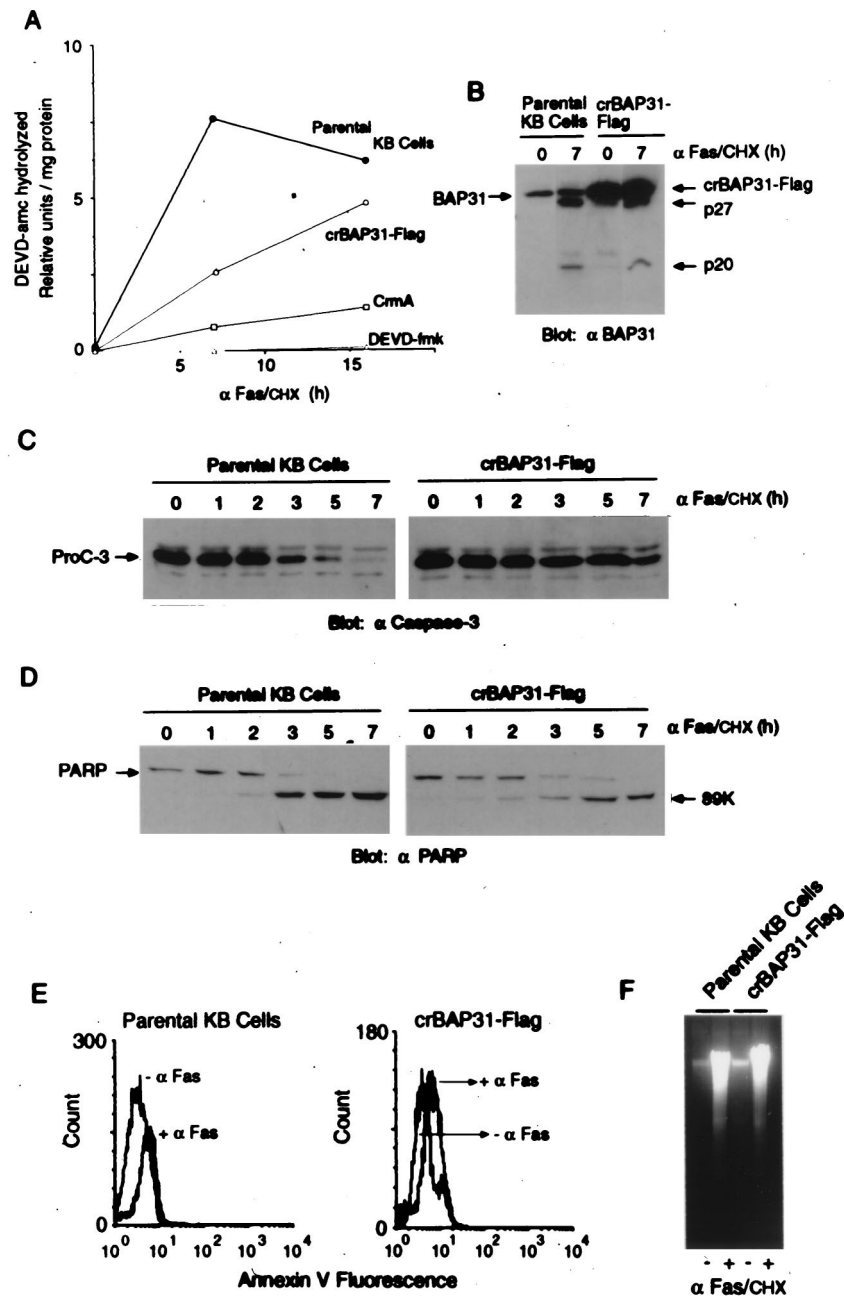 A
10
5
0
DEVD-amc hydrolyzed
Relative units / mg protein
Parental
KB Cells
crBAP31-Flag
CrmA
DEVD-fmk
5 10 15
α Fas/CHX (h)
B
Parental crBAP31-
KB Cells Flag
0 7 0 7 α Fas/CHX (h)
BAP31
crBAP31-Flag
p27
p20
Blot: α BAP31
C
Parental KB Cells crBAP31-Flag
0 1 2 3 5 7 0 1 2 3 5 7 α Fas/CHX (h)
ProC-3
Blot: α Caspase-3
D
Parental KB Cells crBAP31-Flag
0 1 2 3 5 7 0 1 2 3 5 7 α Fas/CHX (h)
PARP
89K
Blot: α PARP
E
Parental KB Cells crBAP31-Flag
300
0
Count
- α Fas
+ α Fas
180
0
Count
+ α Fas
- α Fas
10⁰ 10¹ 10² 10³ 10⁴ 10⁰ 10¹ 10² 10³ 10⁴
Annexin V Fluorescence
F
Parental KB Cells
crBAP31-Flag
- + - +
α Fas/CHX